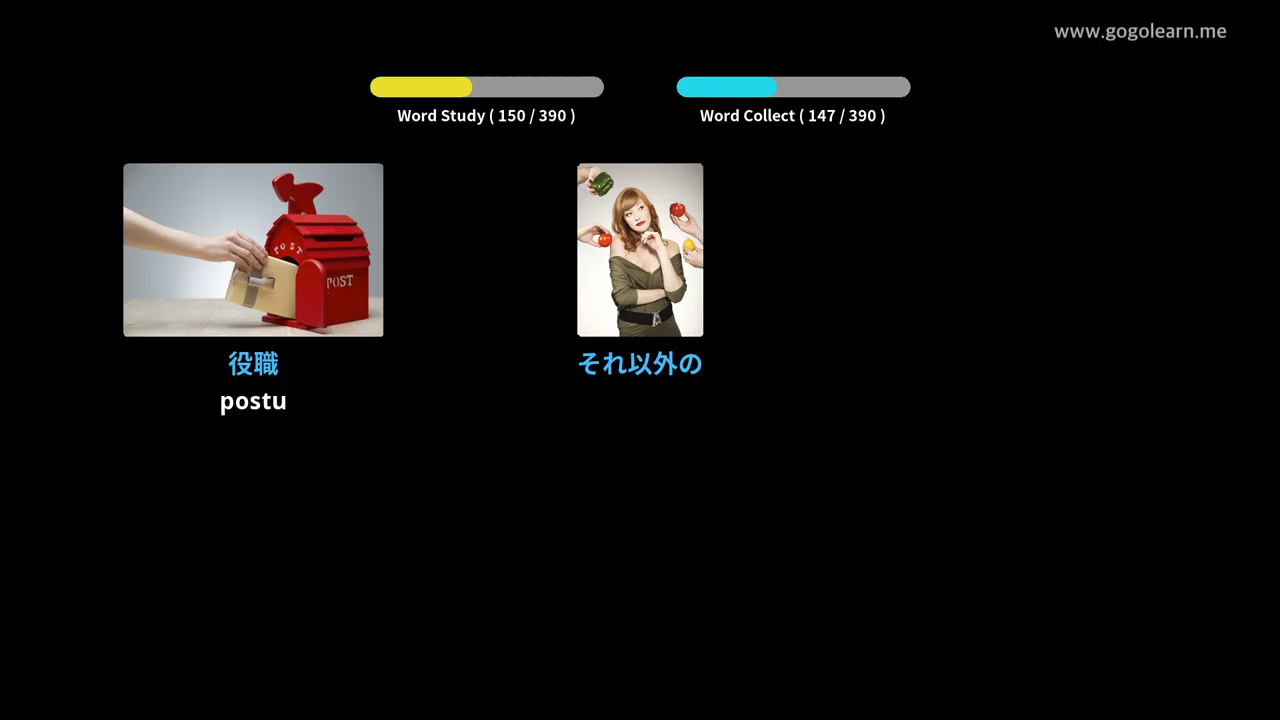 www.gogolearn.me
Word Study ( 150 / 390 )
Word Collect ( 147 / 390 )
POST
POST
役職
それ以外の
postu